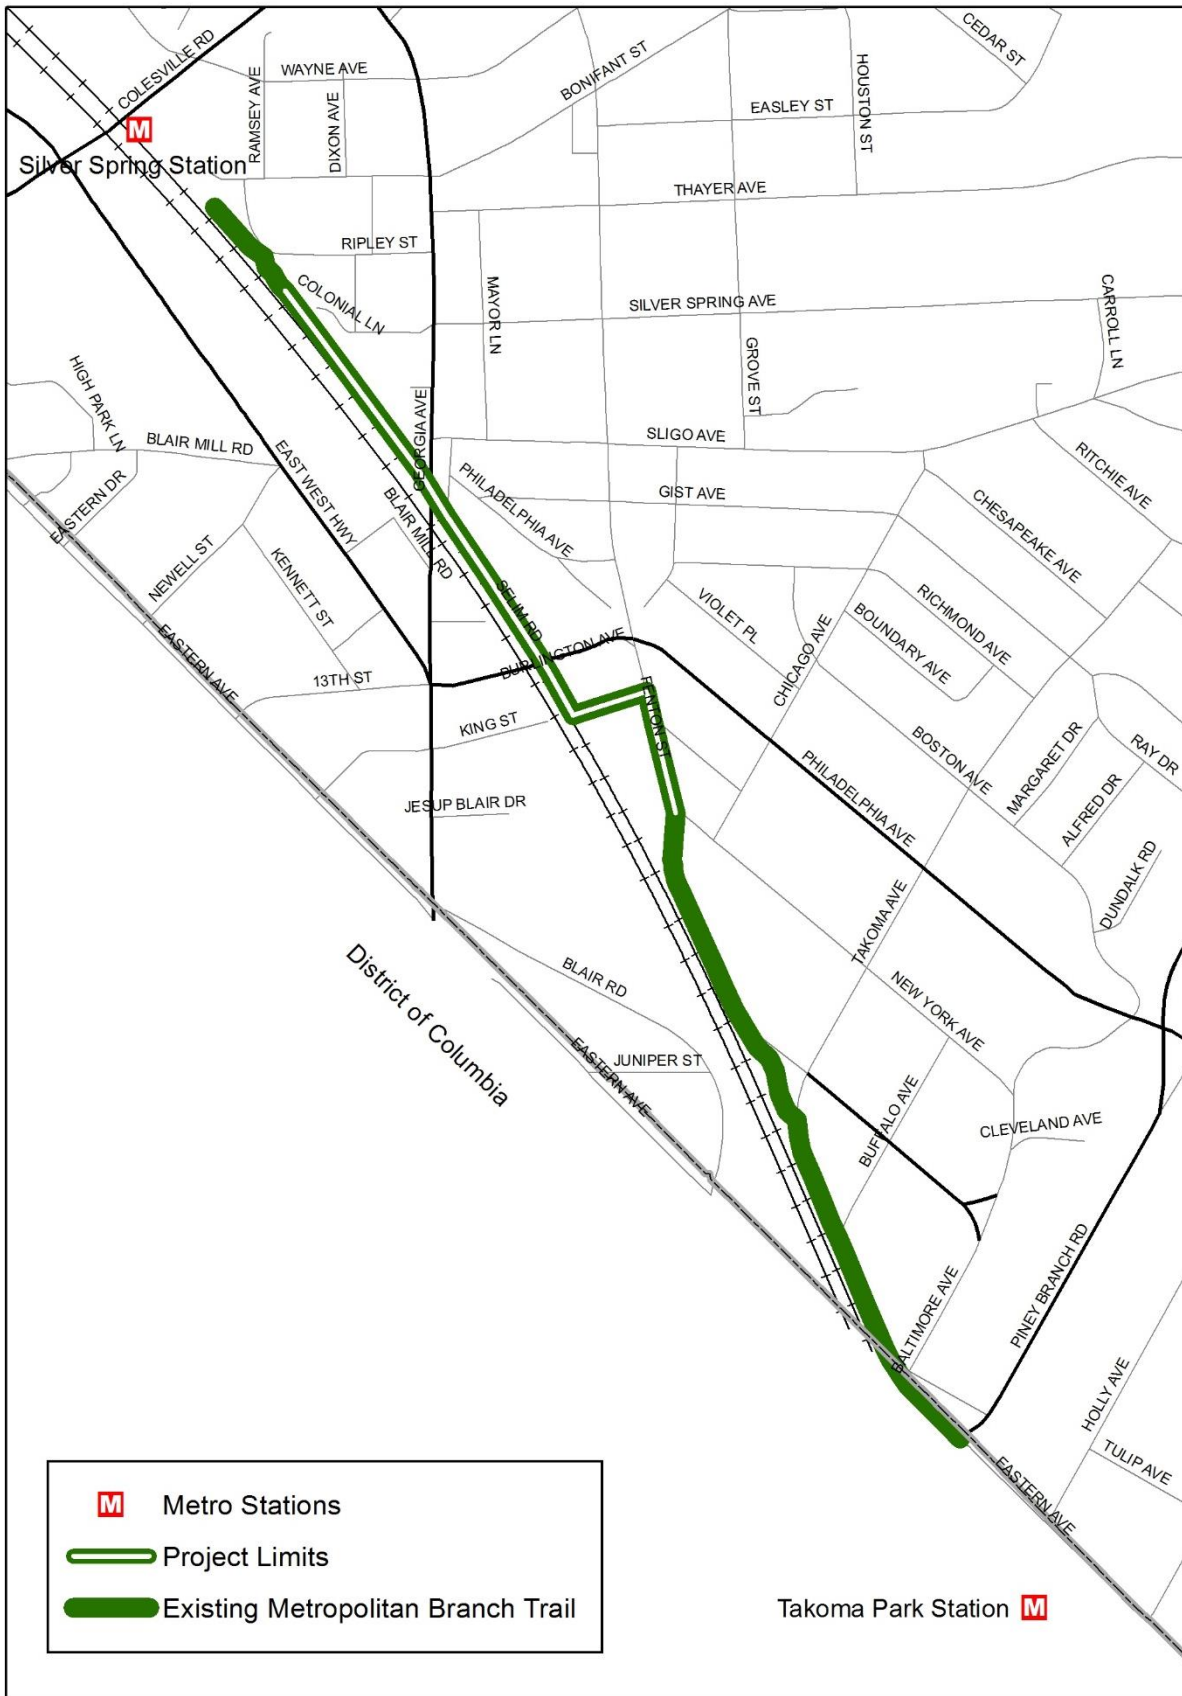 COLESVILLE RD
WAYNE AVE
RAMSEY AVE
DIXON AVE
BONIFANT ST
HOUSTON ST
CEDAR ST
EASLEY ST
M
Silver Spring Station
THAYER AVE
RIPLEY ST
COLONIAL LN
MAYOR LN
SILVER SPRING AVE
GROVE ST
CARROLL LN
HIGH PARK LN
BLAIR MILL RD
EAST WEST HWY
GEORGIA AVE
BLAIR MILL RD
SLIGO AVE
PHILADELPHIA AVE
GIST AVE
RITCHIE AVE
CHESAPEAKE AVE
EASTERN DR
NEWELL ST
KENNETT ST
SELIM RD
VIOLET PL
CHICAGO AVE
RICHMOND AVE
BOUNDARY AVE
EASTERN AVE
13TH ST
BURLINGTON AVE
KING ST
FENTON ST
BOSTON AVE
MARGARET DR
RAY DR
ALFRED DR
JESUP BLAIR DR
PHILADELPHIA AVE
DUNDALK RD
TAKOMA AVE
District of Columbia
BLAIR RD
NEW YORK AVE
JUNIPER ST
EASTERN AVE
BUFFALO AVE
CLEVELAND AVE
BALTIMORE AVE
PINEY BRANCH RD
HOLLY AVE
TULIP AVE
EASTERN AVE
M Metro Stations
Project Limits
Existing Metropolitan Branch Trail
Takoma Park Station M